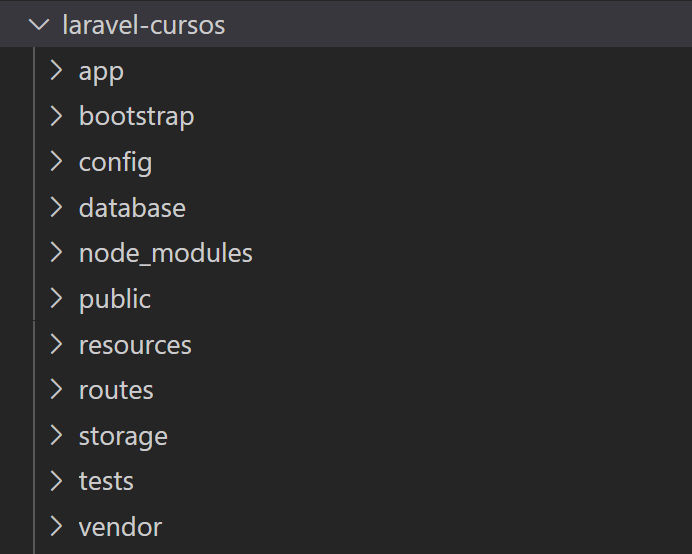 laravel-cursos
app
bootstrap
config
database
node_modules
public
resources
routes
storage
tests
vendor